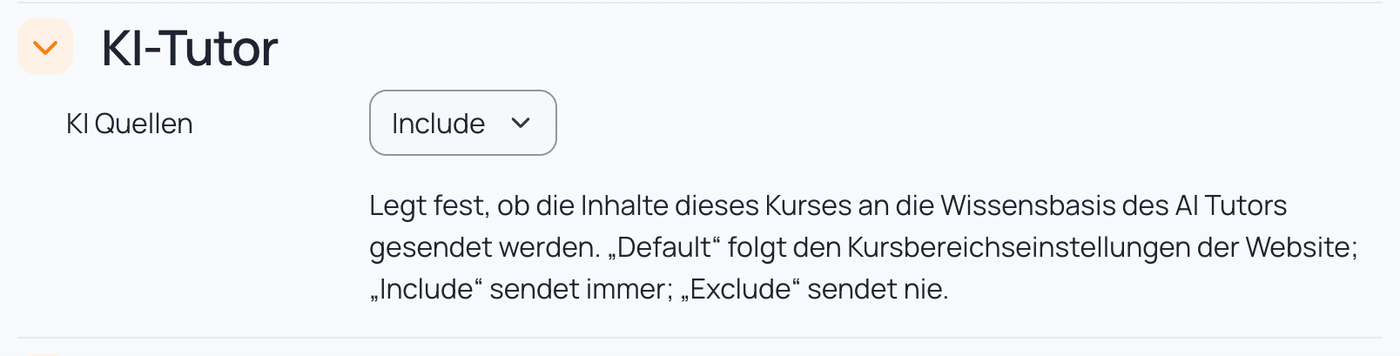 KI-Tutor
KI Quellen
Include
Legt fest, ob die Inhalte dieses Kurses an die Wissensbasis des AI Tutors
gesendet werden. „Default“ folgt den Kursbereichseinstellungen der Website;
„Include“ sendet immer; „Exclude“ sendet nie.